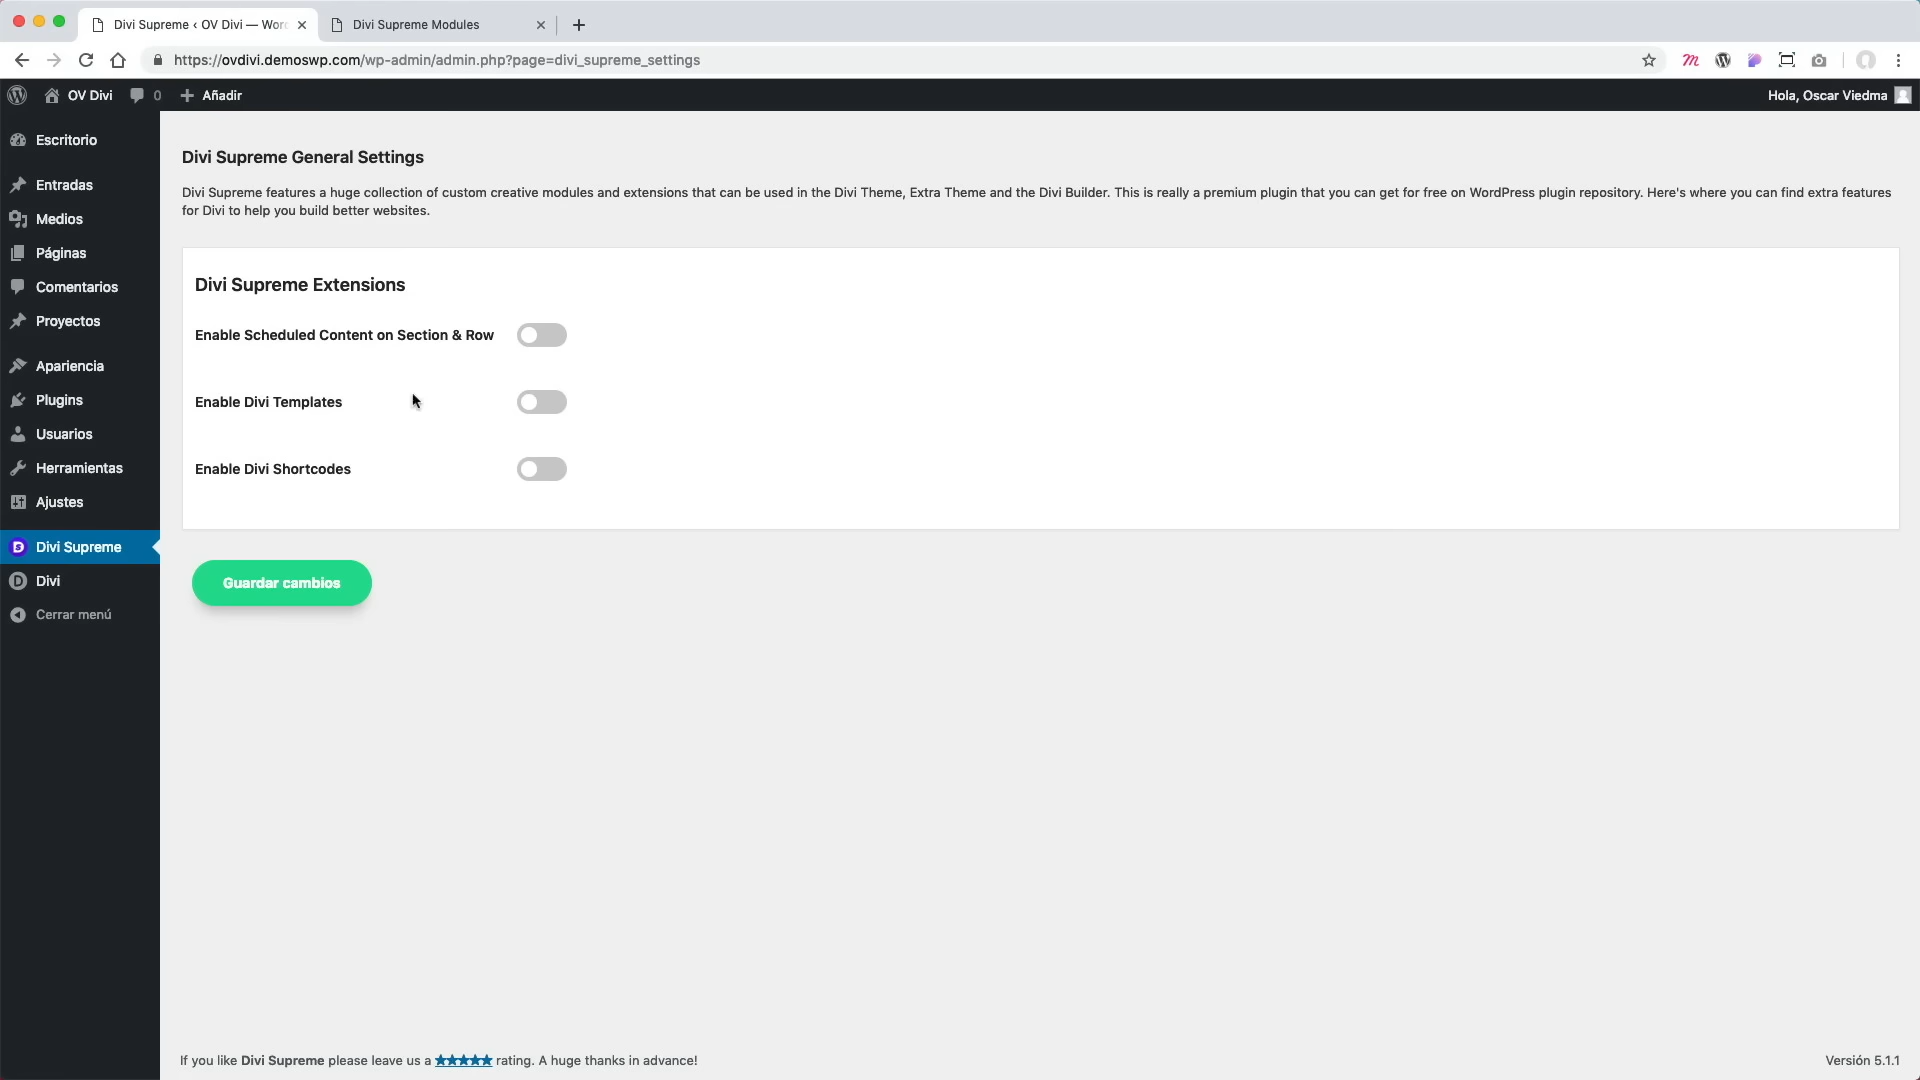 Divi Supreme ‹ OV Divi — Wor
Divi Supreme Modules
https://ovdivi.demoswp.com/wp-admin/admin.php?page=divi_supreme_settings
OV Divi
0
Añadir
Hola, Oscar Viedma
Escritorio
Entradas
Medios
Páginas
Comentarios
Proyectos
Apariencia
Plugins
Usuarios
Herramientas
Ajustes
Divi Supreme
Divi
Cerrar menú
Divi Supreme General Settings
Divi Supreme features a huge collection of custom creative modules and extensions that can be used in the Divi Theme, Extra Theme and the Divi Builder. This is really a premium plugin that you can get for free on WordPress plugin repository. Here's where you can find extra features
for Divi to help you build better websites.
Divi Supreme Extensions
Enable Scheduled Content on Section & Row
Enable Divi Templates
Enable Divi Shortcodes
Guardar cambios
If you like Divi Supreme please leave us a ★★★★★ rating. A huge thanks in advance!
Versión 5.1.1